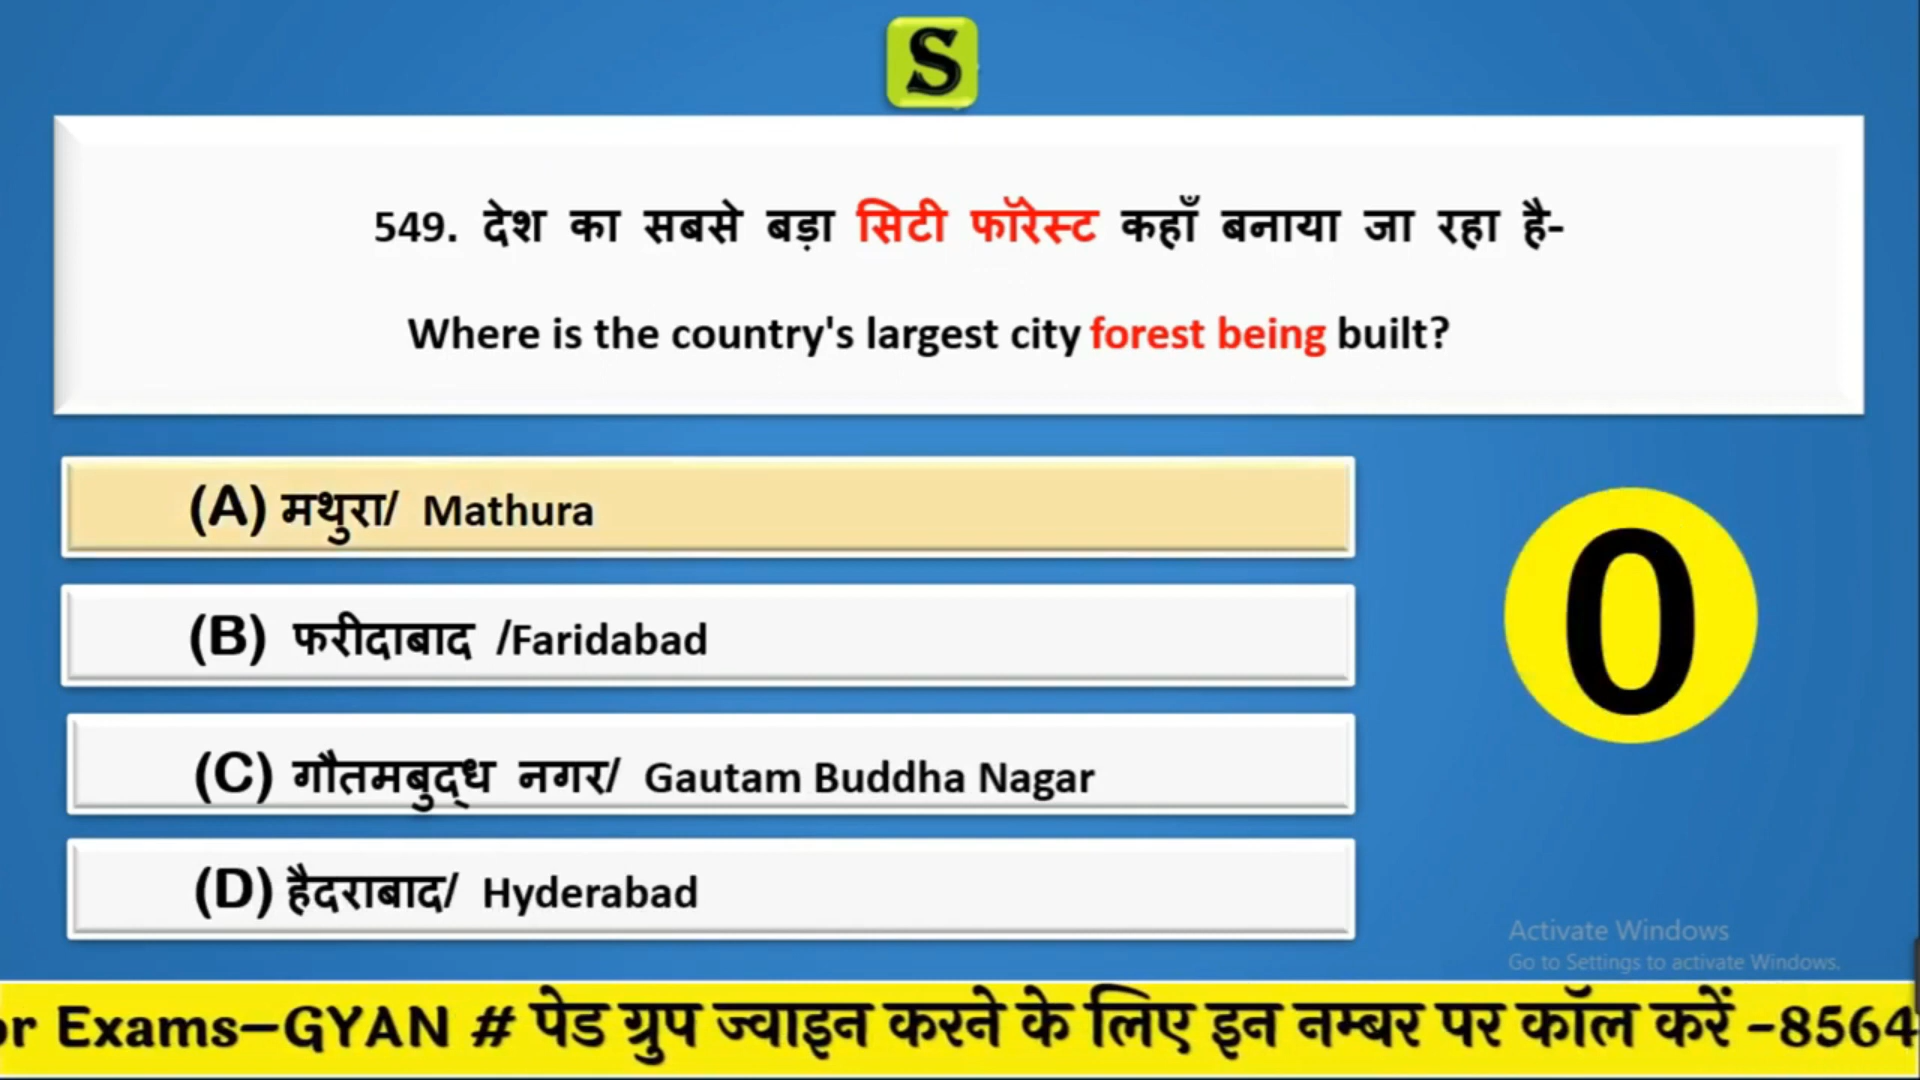 S
549. देश का सबसे बड़ा सिटी फॉरेस्ट कहाँ बनाया जा रहा है-
Where is the country's largest city forest being built?
(A) मथुरा/ Mathura
(B) फरीदाबाद /Faridabad
0
(C) गौतमबुद्ध नगर/ Gautam Buddha Nagar
(D) हैदराबाद/ Hyderabad
Activate Windows
Go to Settings to activate Windows.
or Exams–GYAN # पेड ग्रुप ज्वाइन करने के लिए इन नम्बर पर कॉल करें –8564